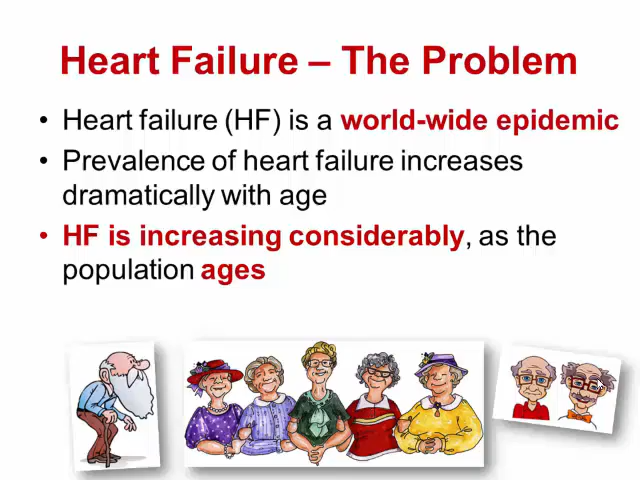 Heart Failure – The Problem
• Heart failure (HF) is a world-wide epidemic
• Prevalence of heart failure increases
dramatically with age
• HF is increasing considerably, as the
population ages